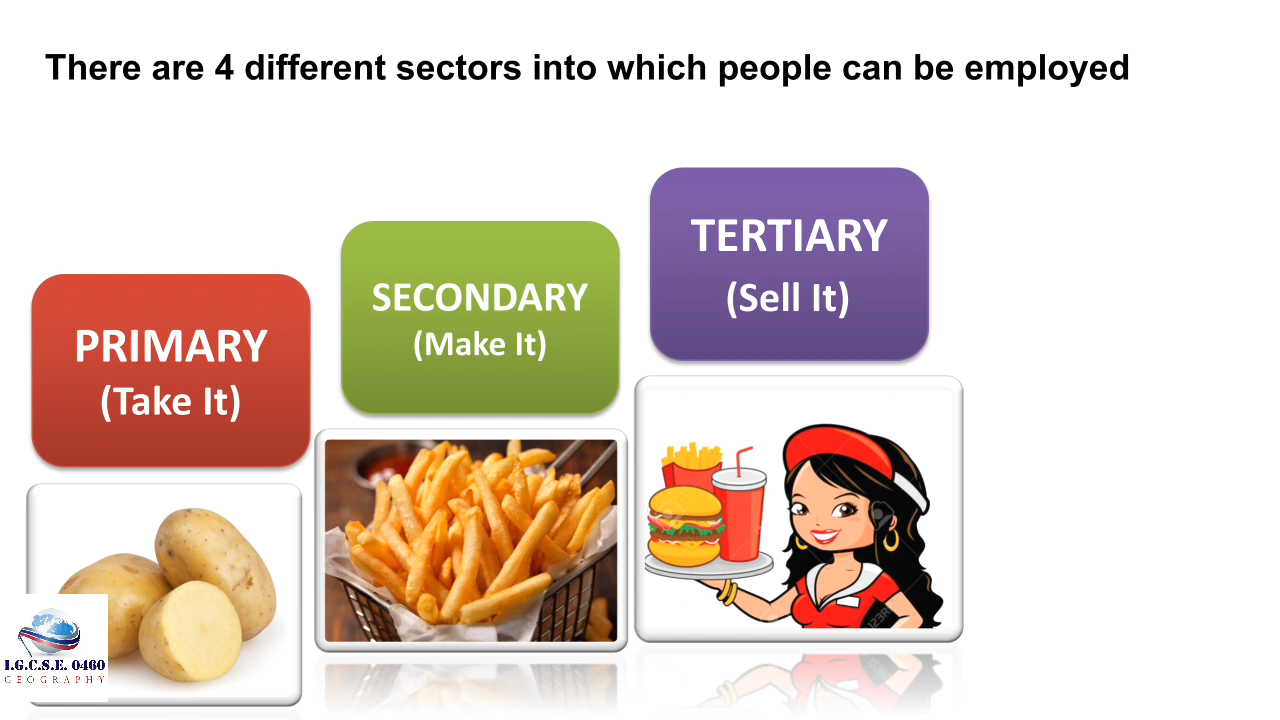 There are 4 different sectors into which people can be employed
PRIMARY
(Take It)
SECONDARY
(Make It)
TERTIARY
(Sell It)
I.G.C.S.E. 0460
GEOGRAPHY